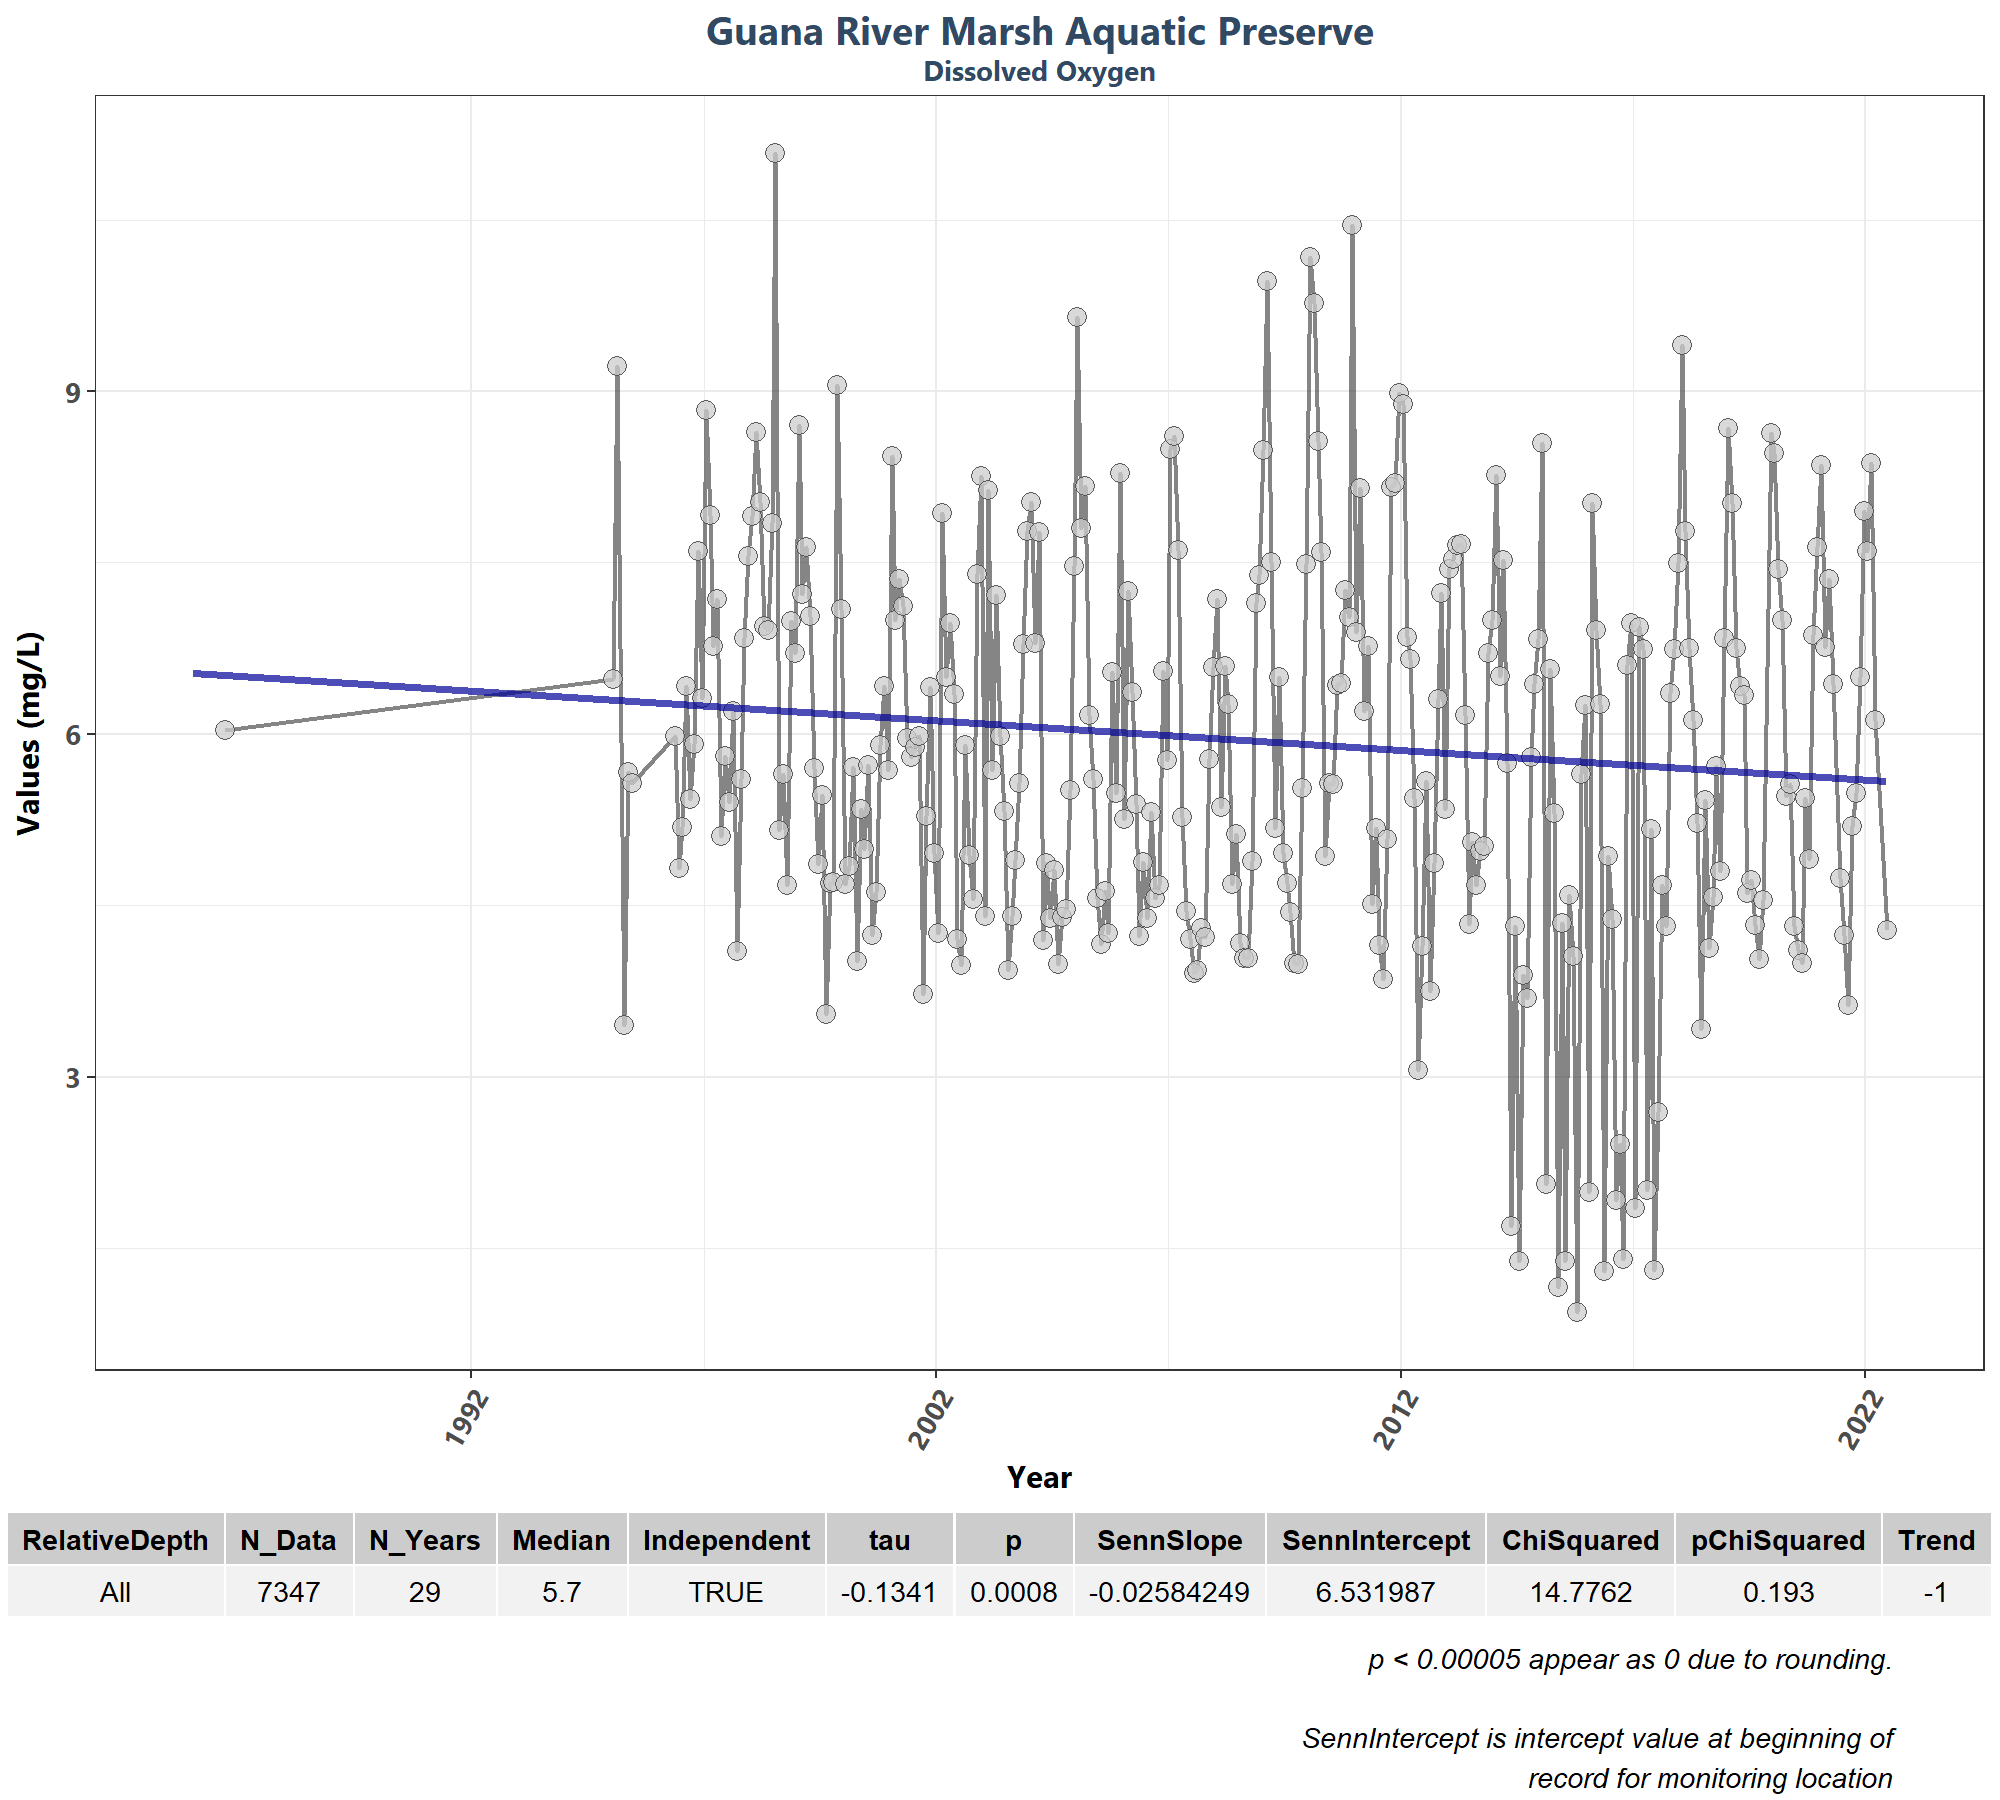 Guana River Marsh Aquatic Preserve
Dissolved Oxygen
Values (mg/L)
9
6
3
1992
2002
2012
2022
Year
RelativeDepth N_Data N_Years Median Independent tau p SennSlope SennIntercept ChiSquared pChiSquared Trend
All 7347 29 5.7 TRUE -0.1341 0.0008 -0.02584249 6.531987 14.7762 0.193 -1
p < 0.00005 appear as 0 due to rounding.
SennIntercept is intercept value at beginning of
record for monitoring location